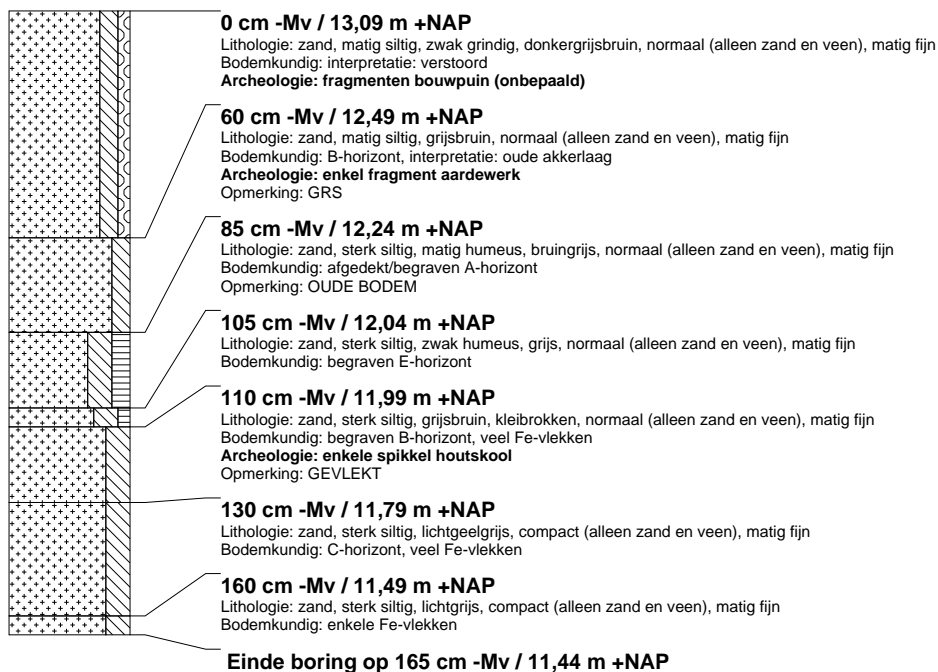 0 cm -Mv / 13,09 m +NAP
Lithologie: zand, matig siltig, zwak grindig, donkergrijsbruin, normaal (alleen zand en veen), matig fijn
Bodemkundig: interpretatie: verstoord
Archeologie: fragmenten bouwpuin (onbepaald)
60 cm -Mv / 12,49 m +NAP
Lithologie: zand, matig siltig, grijsbruin, normaal (alleen zand en veen), matig fijn
Bodemkundig: B-horizont, interpretatie: oude akkerlaag
Archeologie: enkel fragment aardewerk
Opmerking: GRS
85 cm -Mv / 12,24 m +NAP
Lithologie: zand, sterk siltig, matig humeus, bruingrijs, normaal (alleen zand en veen), matig fijn
Bodemkundig: afgedekt/begraven A-horizont
Opmerking: OUDE BODEM
105 cm -Mv / 12,04 m +NAP
Lithologie: zand, sterk siltig, zwak humeus, grijs, normaal (alleen zand en veen), matig fijn
Bodemkundig: begraven E-horizont
110 cm -Mv / 11,99 m +NAP
Lithologie: zand, sterk siltig, grijsbruin, kleibrokken, normaal (alleen zand en veen), matig fijn
Bodemkundig: begraven B-horizont, veel Fe-vlekken
Archeologie: enkele spikkel houtskool
Opmerking: GEVLEKT
130 cm -Mv / 11,79 m +NAP
Lithologie: zand, sterk siltig, lichtgeelgrijs, compact (alleen zand en veen), matig fijn
Bodemkundig: C-horizont, veel Fe-vlekken
160 cm -Mv / 11,49 m +NAP
Lithologie: zand, sterk siltig, lichtgrijs, compact (alleen zand en veen), matig fijn
Bodemkundig: enkele Fe-vlekken
Einde boring op 165 cm -Mv / 11,44 m +NAP